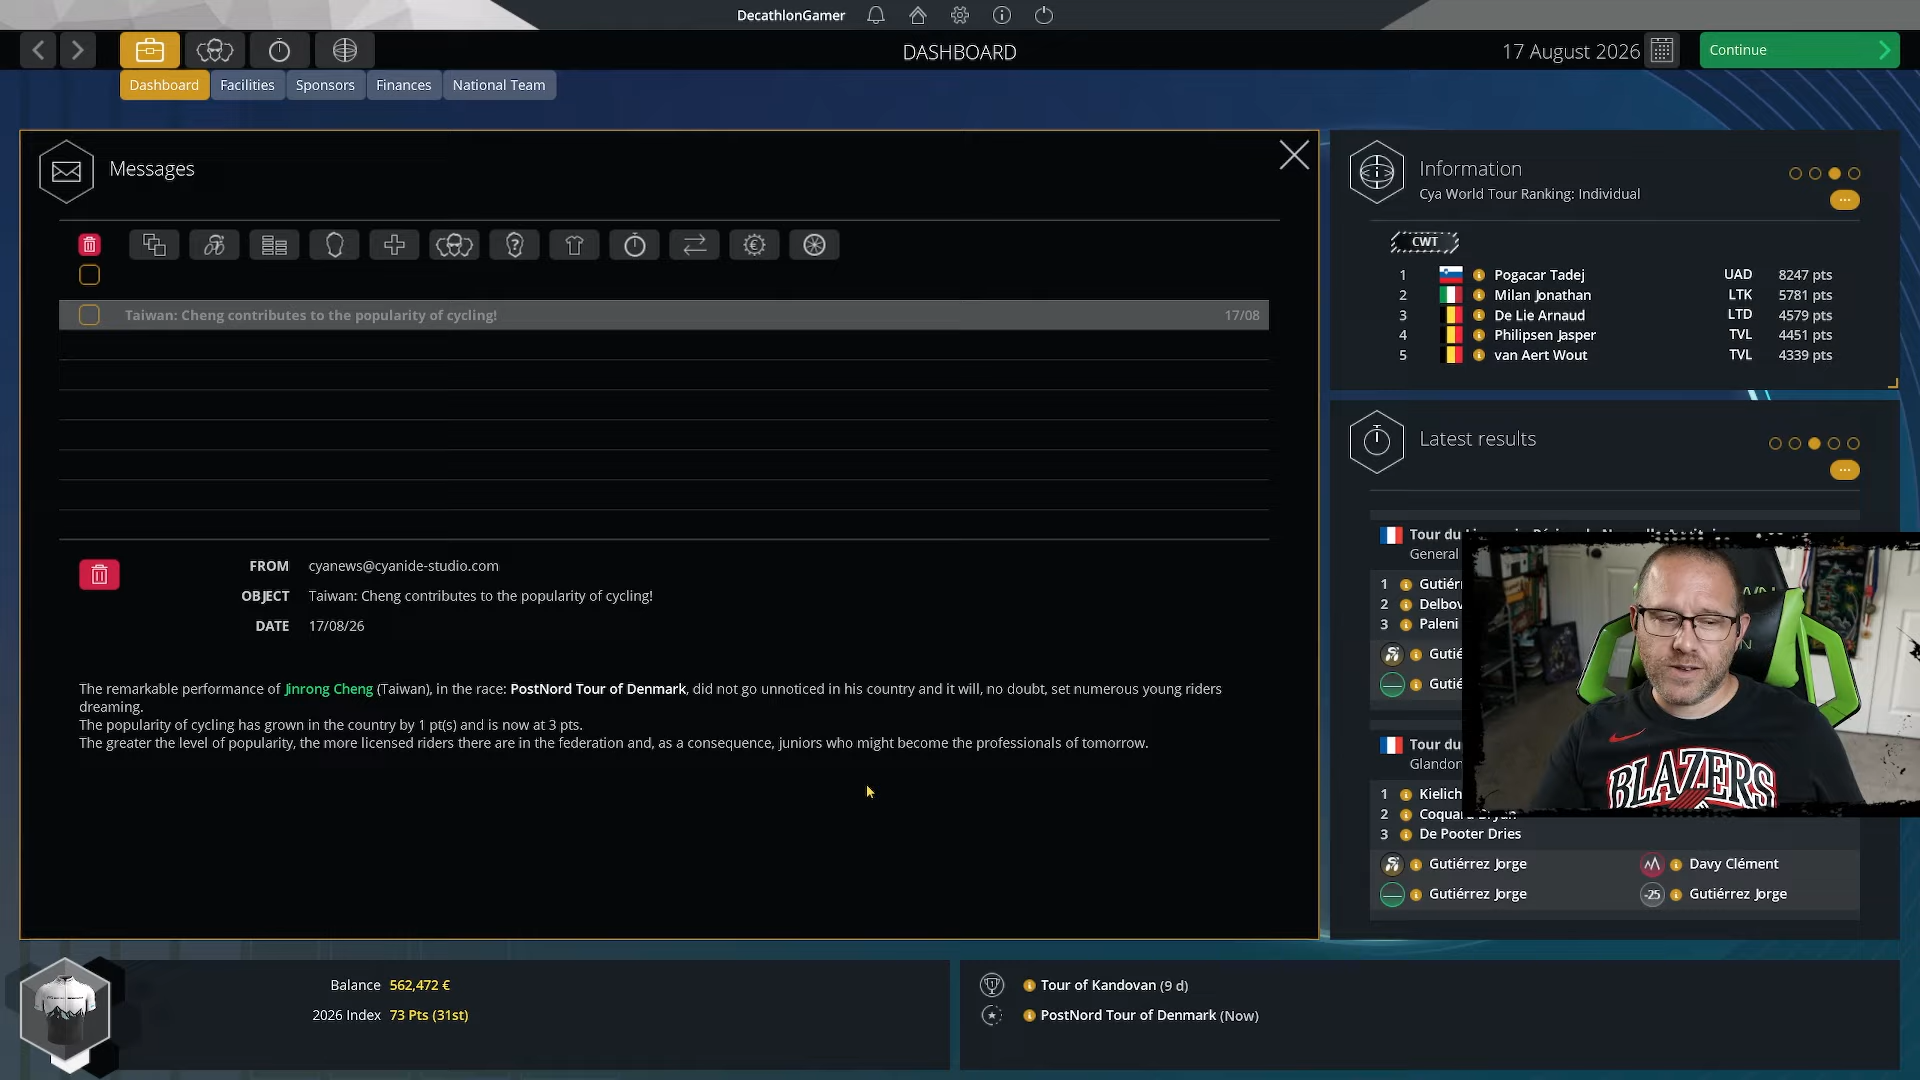 DecathlonGamer
DASHBOARD
17 August 2026
Continue
Dashboard
Facilities
Sponsors
Finances
National Team
Messages
Taiwan: Cheng contributes to the popularity of cycling!
17/08
FROM cyanews@cyanide-studio.com
OBJECT Taiwan: Cheng contributes to the popularity of cycling!
DATE 17/08/26
The remarkable performance of Jinrong Cheng (Taiwan), in the race: PostNord Tour of Denmark, did not go unnoticed in his country and it will, no doubt, set numerous young riders
dreaming.
The popularity of cycling has grown in the country by 1 pt(s) and is now at 3 pts.
The greater the level of popularity, the more licensed riders there are in the federation and, as a consequence, juniors who might become the professionals of tomorrow.
Information
Cya World Tour Ranking: Individual
CWT
1 Pogacar Tadej UAD 8247 pts
2 Milan Jonathan LTK 5781 pts
3 De Lie Arnaud LTD 4579 pts
4 Philipsen Jasper TVL 4451 pts
5 van Aert Wout TVL 4339 pts
Latest results
Tour du
General
1 Gutiér
2 Delbo
3 Paleni
Gutié
Gutié
Tour du
Glandon
1 Kielich
2 Coquard Bryan
3 De Pooter Dries
Gutiérrez Jorge
Davy Clément
Gutiérrez Jorge
-25 Gutiérrez Jorge
BLAZERS
Balance 562,472 €
2026 Index 73 Pts (31st)
Tour of Kandovan (9 d)
PostNord Tour of Denmark (Now)